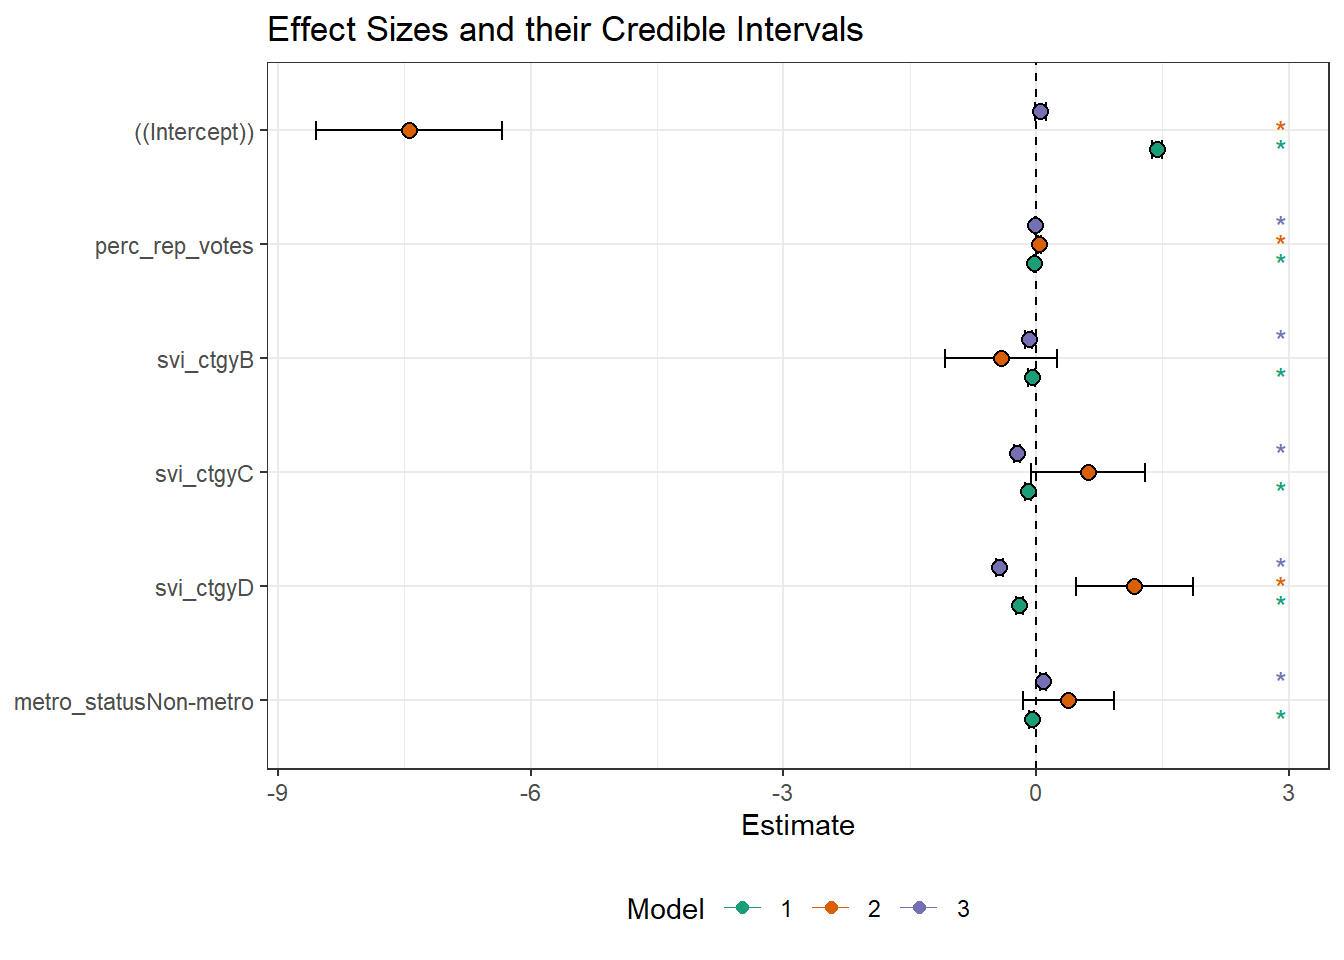 Effect Sizes and their Credible Intervals
((Intercept))
*
*
perc_rep_votes
*
*
*
svi_ctgyB
*
*
svi_ctgyC
*
*
svi_ctgyD
*
*
*
metro_statusNon-metro
*
*
-9 -6 -3 0 3
Estimate
Model 1 2 3